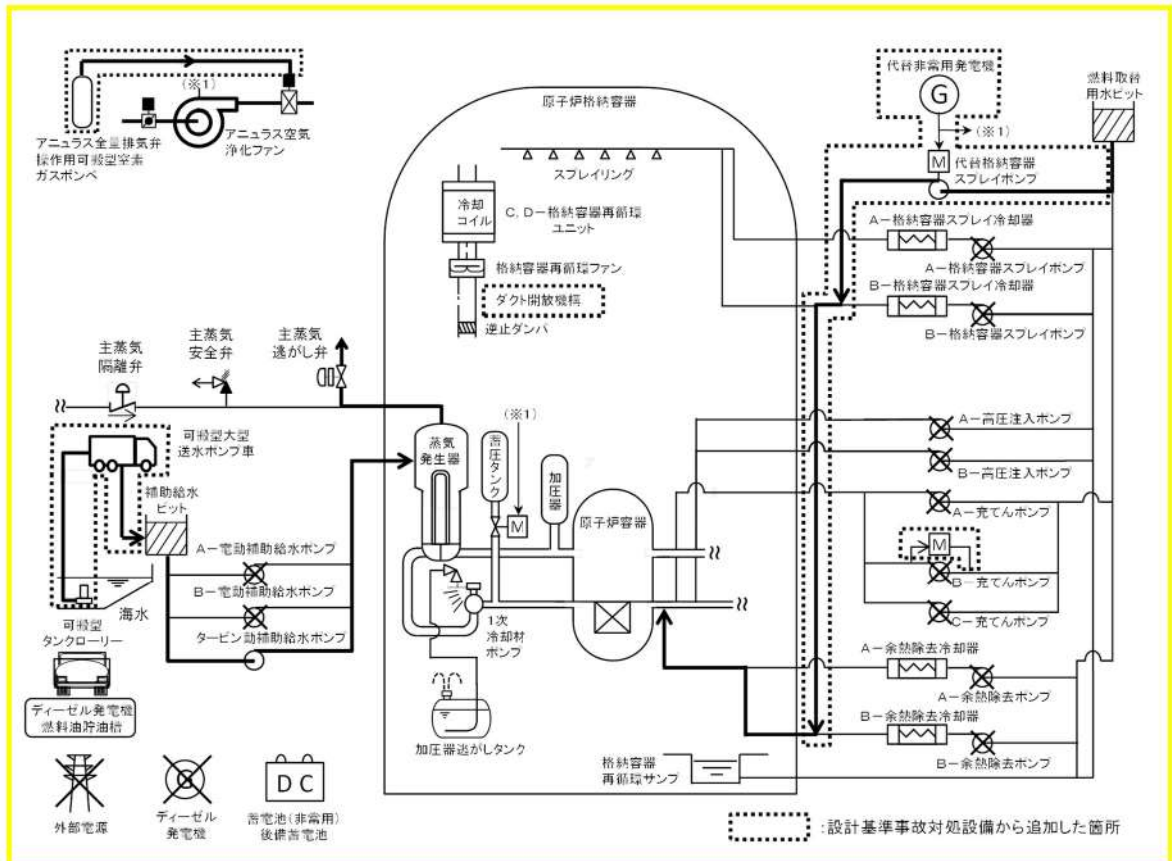 (※1)
アニュラス全量排気弁
操作用可搬型窒素
ガスボンベ
アニュラス空気
浄化ファン
原子炉格納容器
代替非常用発電機
G
(※1)
燃料取替
用水ピット
M
代替格納容器
スプレイポンプ
スプレイリング
冷却
コイル
C,D-格納容器再循環
ユニット
格納容器再循環ファン
ダクト開放機構
逆止ダンパ
A-格納容器スプレイ冷却器
A-格納容器スプレイポンプ
B-格納容器スプレイ冷却器
B-格納容器スプレイポンプ
主蒸気
隔離弁
主蒸気
安全弁
主蒸気
逃がし弁
可搬型大型
送水ポンプ車
補助給水
ピット
海水
A-電動補助給水ポンプ
B-電動補助給水ポンプ
タービン動補助給水ポンプ
蒸気
発生器
蓄圧タンク
(※1)
M
加圧器
原子炉容器
1次
冷却材
ポンプ
加圧器逃がしタンク
A-高圧注入ポンプ
B-高圧注入ポンプ
A-充てんポンプ
M
B-充てんポンプ
C-充てんポンプ
A-余熱除去冷却器
A-余熱除去ポンプ
B-余熱除去冷却器
B-余熱除去ポンプ
格納容器
再循環サンプ
可搬型
タンクローリー
ディーゼル発電機
燃料油貯油槽
外部電源
G
ディーゼル
発電機
DC
蓄電池(非常用)
後備蓄電池
:設計基準事故対処設備から追加した箇所